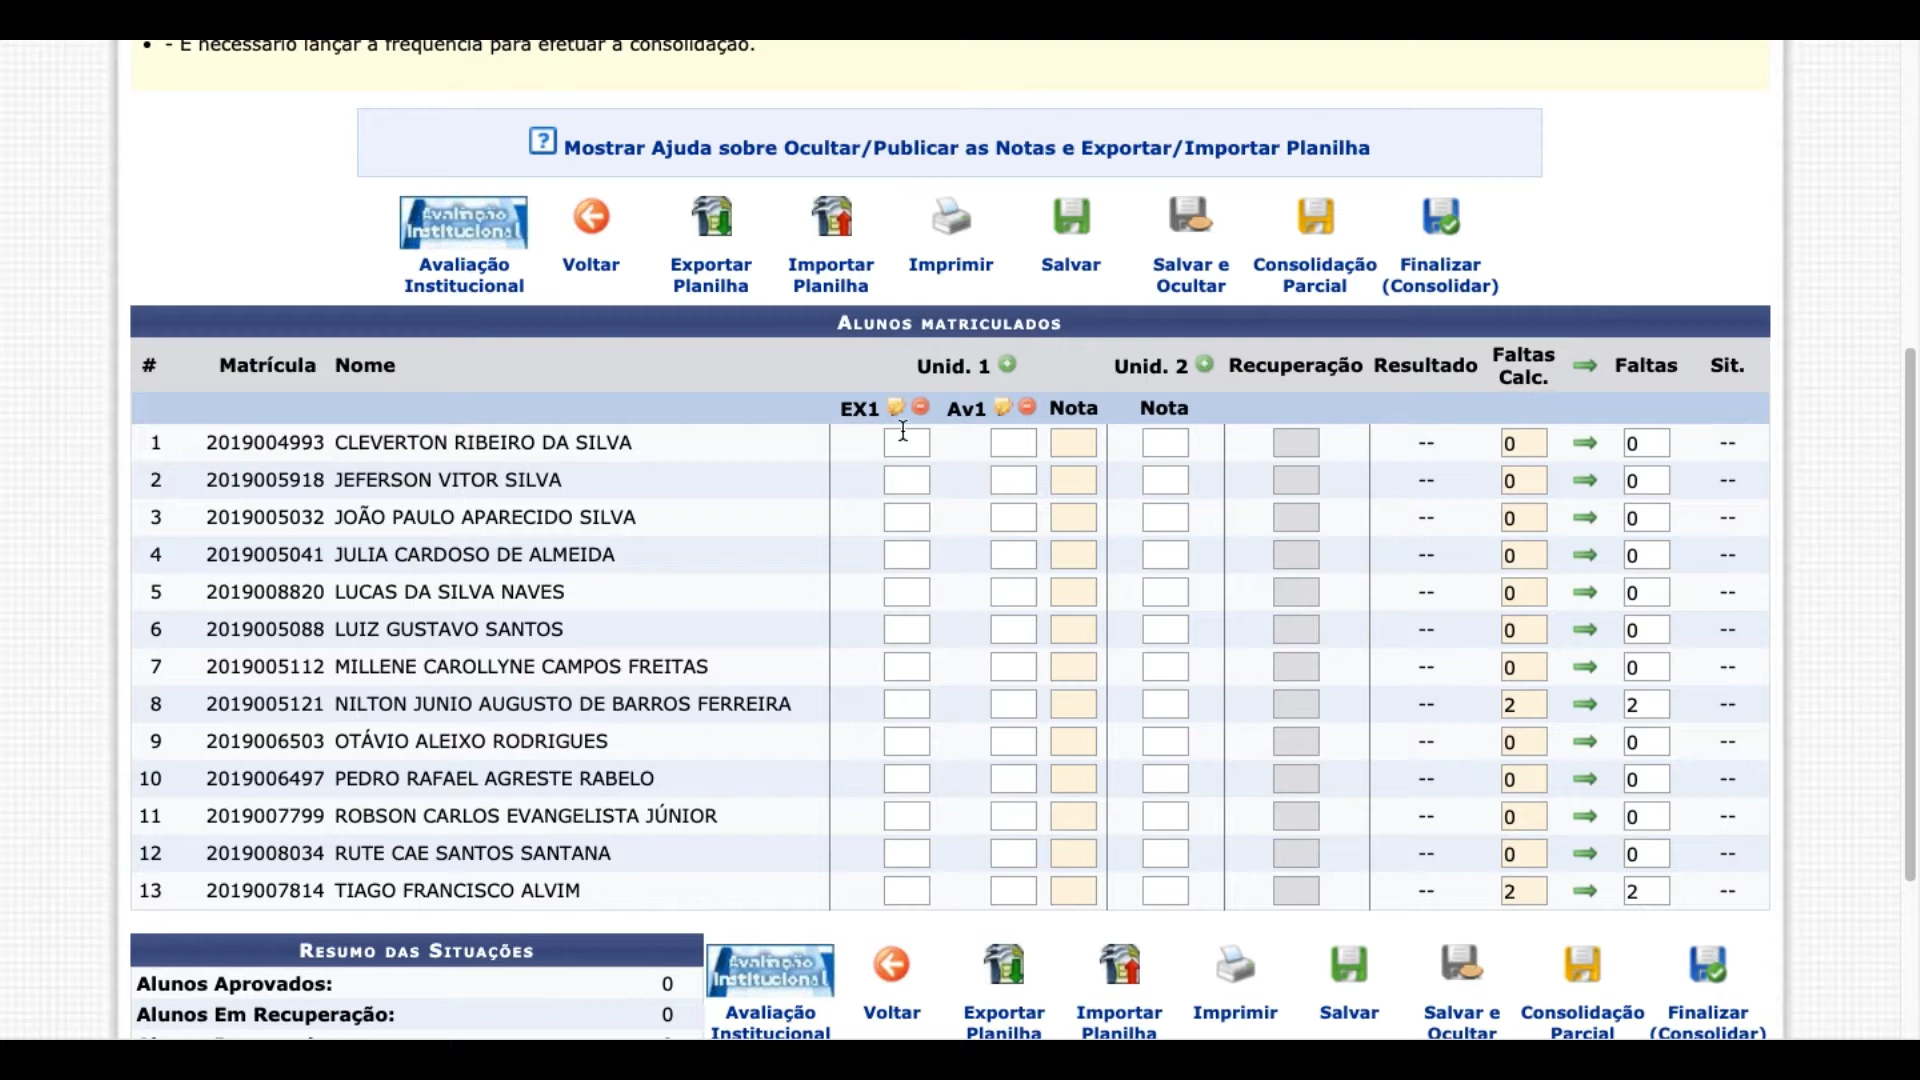 - É necessário lançar a frequência para efetuar a consolidação.
? Mostrar Ajuda sobre Ocultar/Publicar as Notas e Exportar/Importar Planilha
Avaliação Institucional
Avaliação Institucional Voltar Exportar Planilha Importar Planilha Imprimir Salvar Salvar e Ocultar Consolidação Parcial Finalizar (Consolidar)
ALUNOS MATRICULADOS
# Matrícula Nome Unid. 1 Unid. 2 Recuperação Resultado Faltas Calc. Faltas Sit.
EX1 Av1 Nota Nota
1 2019004993 CLEVERTON RIBEIRO DA SILVA -- 0 0 --
2 2019005918 JEFERSON VITOR SILVA -- 0 0 --
3 2019005032 JOÃO PAULO APARECIDO SILVA -- 0 0 --
4 2019005041 JULIA CARDOSO DE ALMEIDA -- 0 0 --
5 2019008820 LUCAS DA SILVA NAVES -- 0 0 --
6 2019005088 LUIZ GUSTAVO SANTOS -- 0 0 --
7 2019005112 MILLENE CAROLLYNE CAMPOS FREITAS -- 0 0 --
8 2019005121 NILTON JUNIO AUGUSTO DE BARROS FERREIRA -- 2 2 --
9 2019006503 OTÁVIO ALEIXO RODRIGUES -- 0 0 --
10 2019006497 PEDRO RAFAEL AGRESTE RABELO -- 0 0 --
11 2019007799 ROBSON CARLOS EVANGELISTA JÚNIOR -- 0 0 --
12 2019008034 RUTE CAE SANTOS SANTANA -- 0 0 --
13 2019007814 TIAGO FRANCISCO ALVIM -- 2 2 --
RESUMO DAS SITUAÇÕES
Alunos Aprovados: 0
Alunos Em Recuperação: 0
Avaliação Institucional
Avaliação Institucional Voltar Exportar Planilha Importar Planilha Imprimir Salvar Salvar e Ocultar Consolidação Parcial Finalizar (Consolidar)